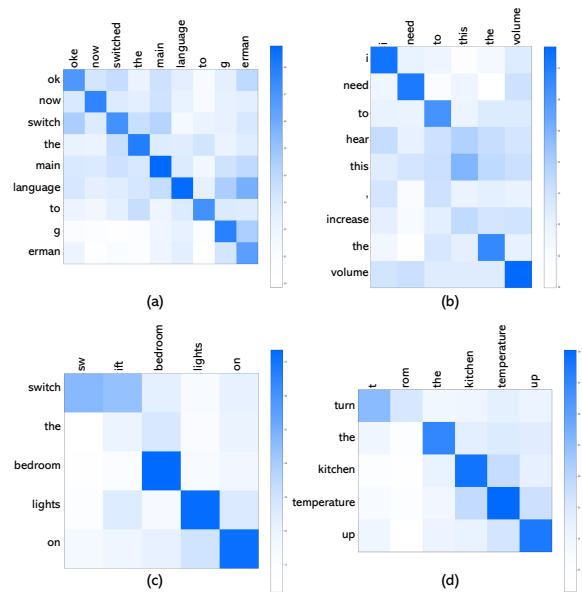 oke now switched the main language to g erman
ok
now
switch
the
main
language
to
g
erman
(a)
i need to this the volume
i
need
to
hear
this
,
increase
the
volume
(b)
sw ift bedroom lights on
switch
the
bedroom
lights
on
(c)
t rom the kitchen temperature up
turn
the
kitchen
temperature
up
(d)